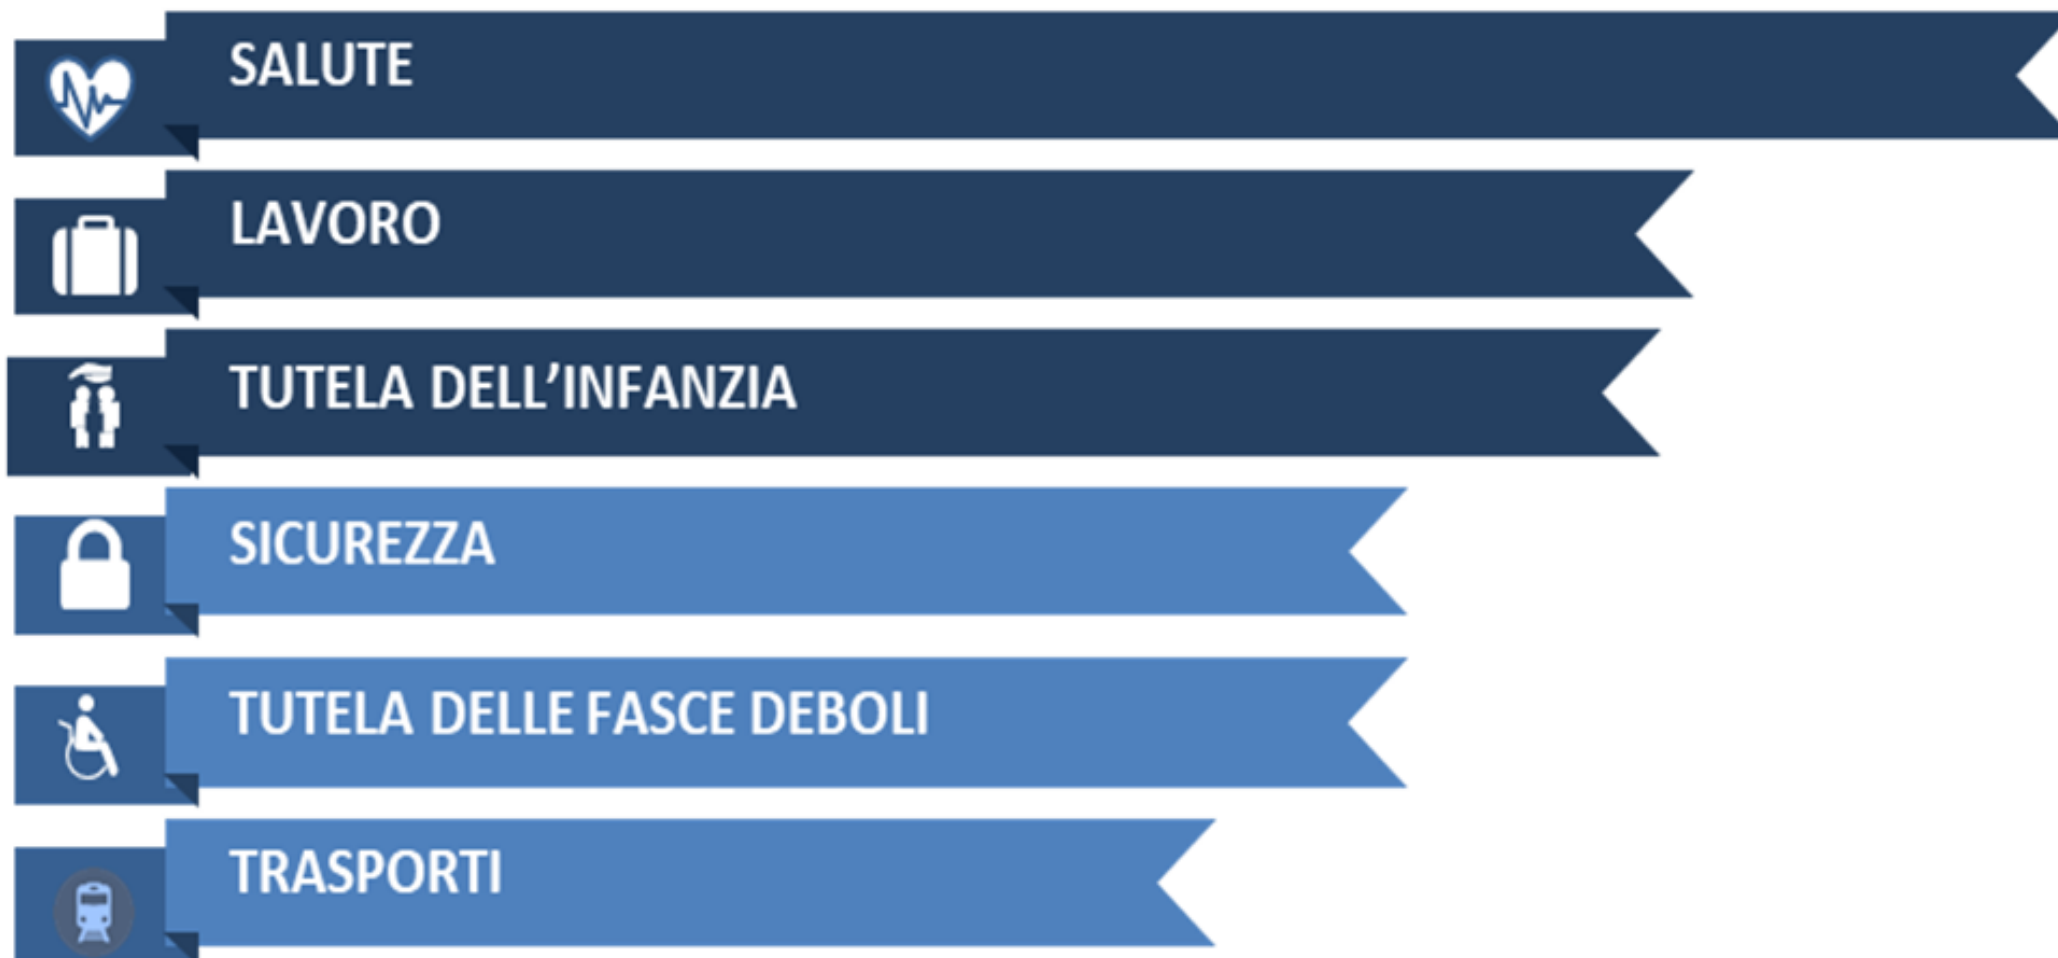 SALUTE
LAVORO
TUTELA DELL’INFANZIA
SICUREZZA
TUTELA DELLE FASCE DEBOLI
TRASPORTI